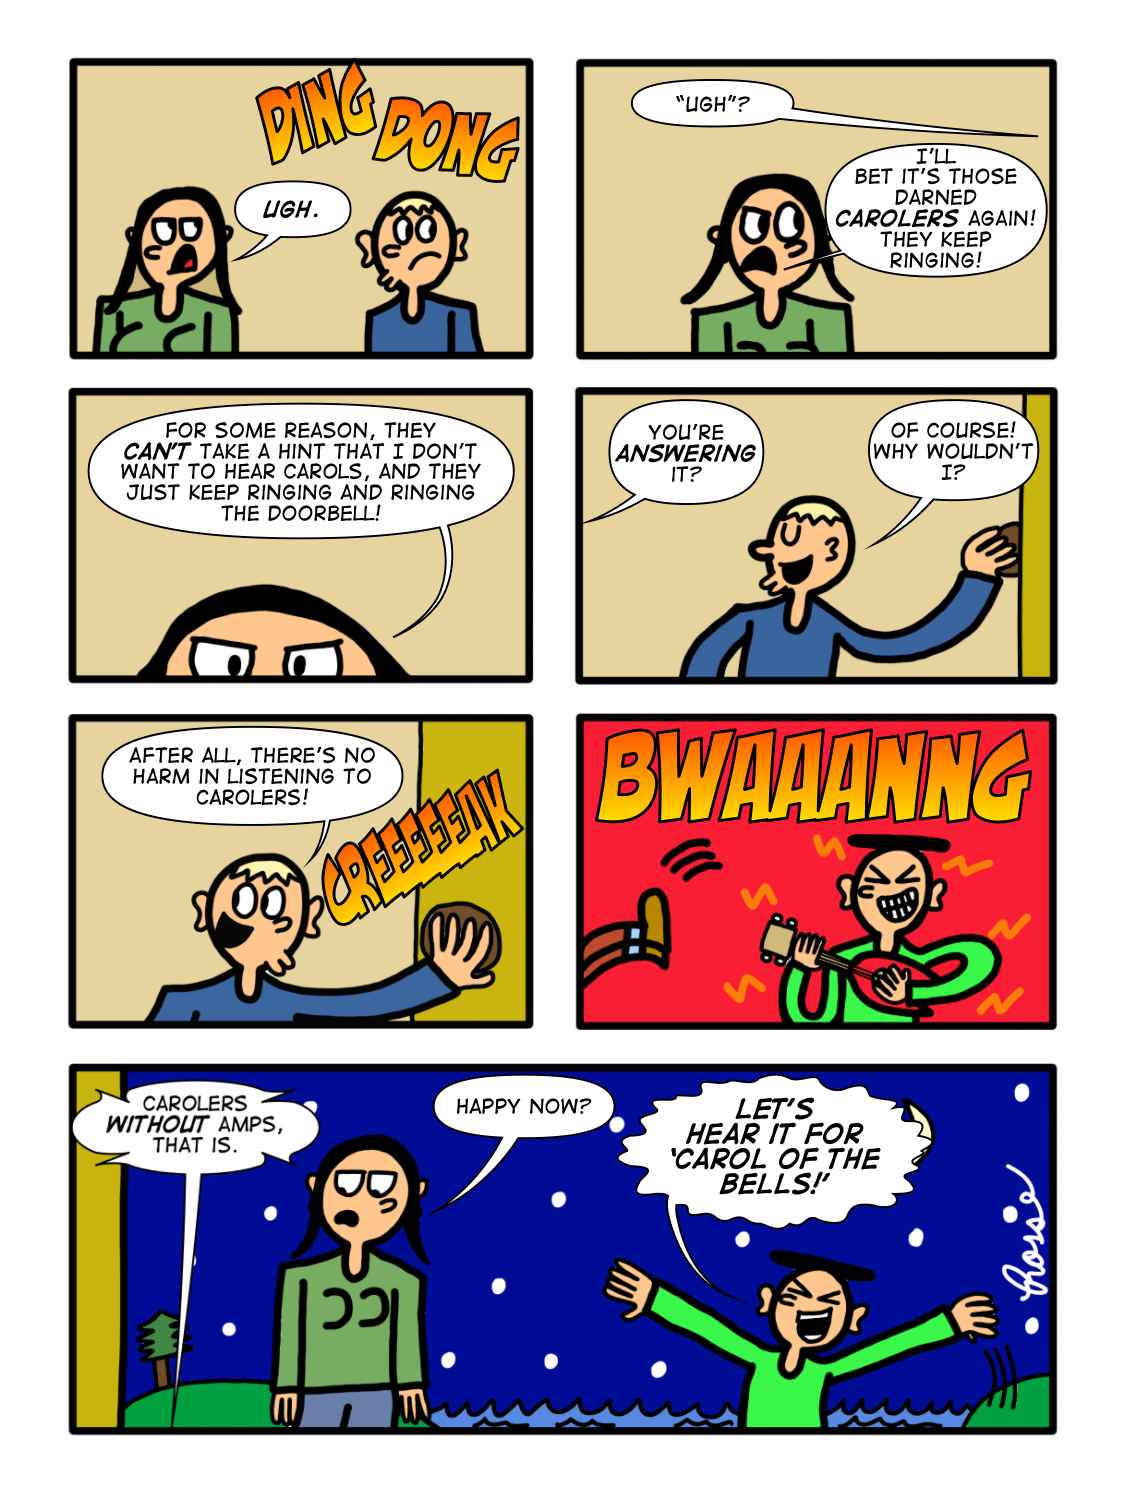 DING
DONG
UGH.
“UGH”?
I’LL
BET IT’S THOSE
DARNED
CAROLERS AGAIN!
THEY KEEP
RINGING!
FOR SOME REASON, THEY
CAN’T TAKE A HINT THAT I DON’T
WANT TO HEAR CAROLS, AND THEY
JUST KEEP RINGING AND RINGING
THE DOORBELL!
YOU’RE
ANSWERING
IT?
OF COURSE!
WHY WOULDN’T
I?
AFTER ALL, THERE’S NO
HARM IN LISTENING TO
CAROLERS!
CREEEEEEAK
BWAAANNG
CAROLERS
WITHOUT AMPS,
THAT IS.
HAPPY NOW?
LET’S
HEAR IT FOR
‘CAROL OF THE
BELLS!’